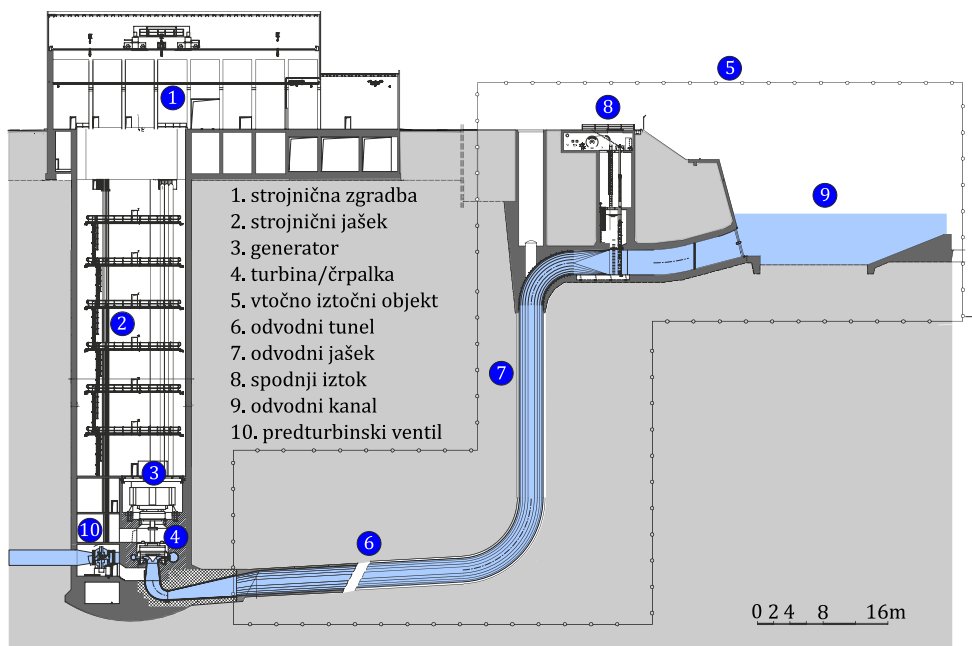 1
5
8
9
1. strojnična zgradba
2. strojnični jašek
3. generator
4. turbina/črpalka
5. vtočno iztočni objekt
6. odvodni tunel
7. odvodni jašek
8. spodnji iztok
9. odvodni kanal
10. predturbinski ventil
2
7
3
10
4
6
0 2 4 8 16m